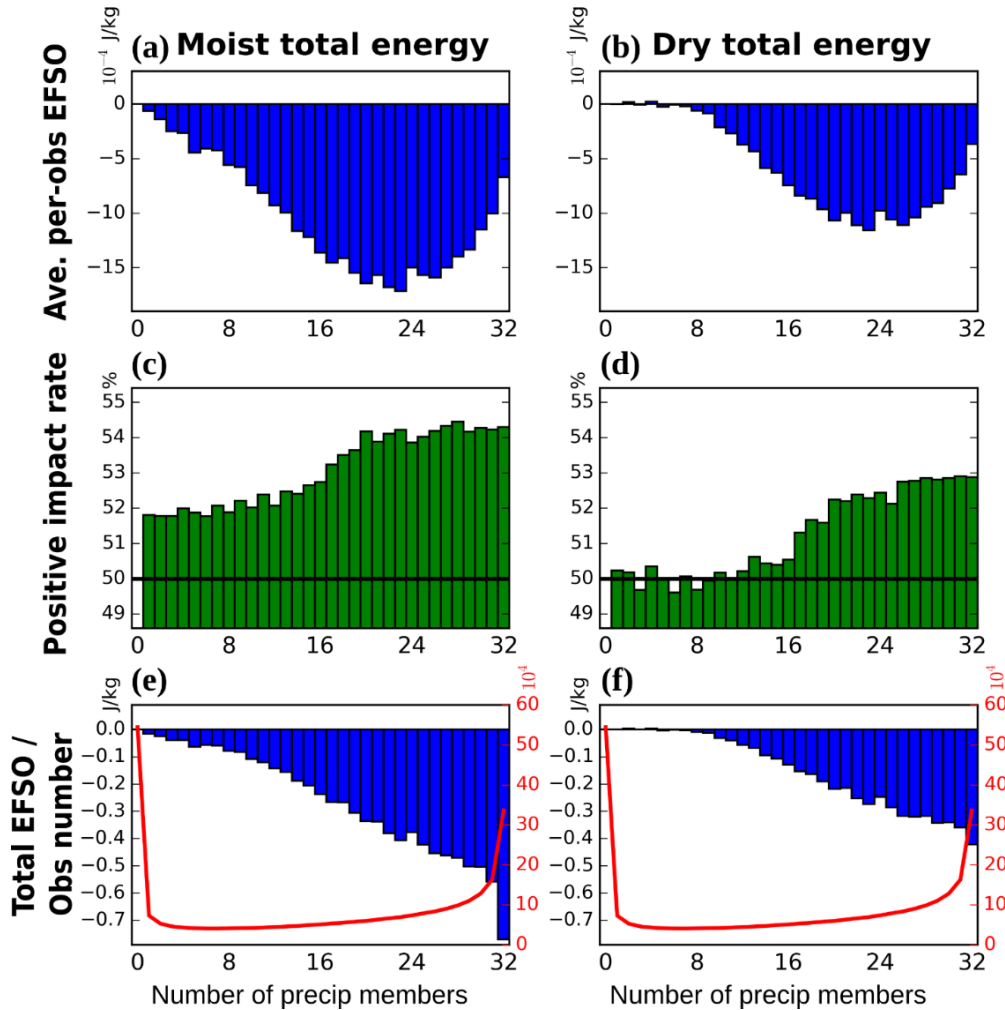 (a) Moist total energy
(b) Dry total energy
10⁻⁴ J/kg
10⁻⁴ J/kg
Ave. per-obs EFSO
0
−5
−10
−15
0 8 16 24 32
0
−5
−10
−15
0 8 16 24 32
(c)
(d)
%
%
Positive impact rate
55
54
53
52
51
50
49
0 8 16 24 32
55
54
53
52
51
50
49
0 8 16 24 32
(e)
(f)
J/kg
10⁴
J/kg
10⁴
Total EFSO /
Obs number
0.0
−0.1
−0.2
−0.3
−0.4
−0.5
−0.6
−0.7
60
50
40
30
20
10
0
0 8 16 24 32
Number of precip members
0.0
−0.1
−0.2
−0.3
−0.4
−0.5
−0.6
−0.7
60
50
40
30
20
10
0
0 8 16 24 32
Number of precip members